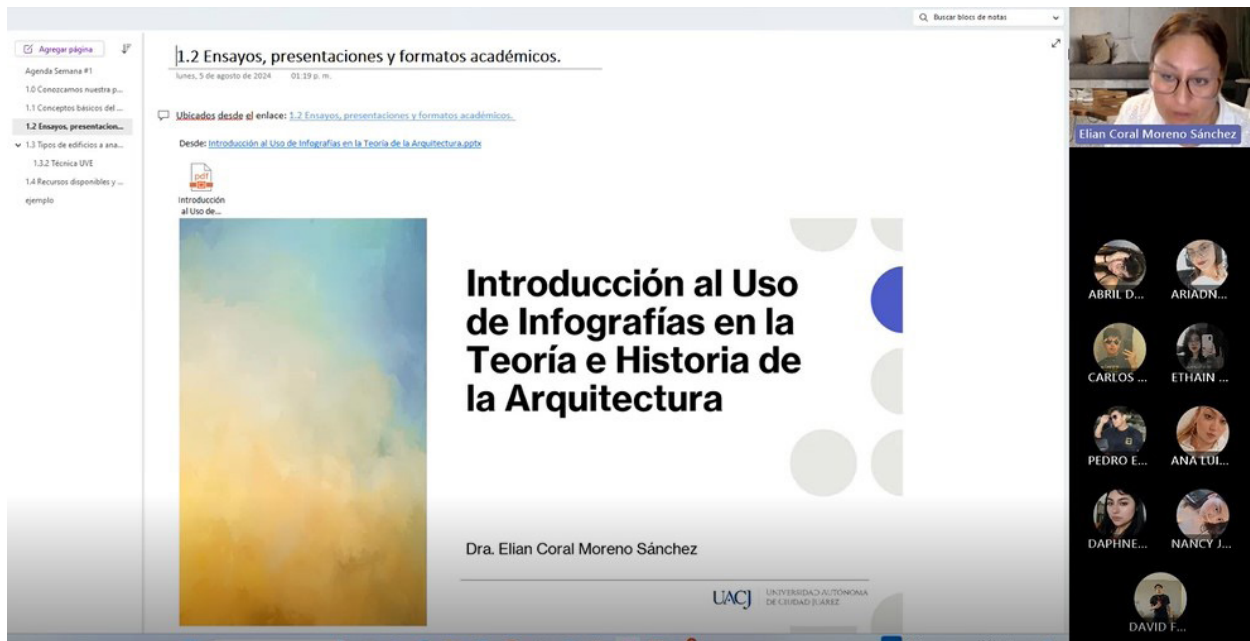 Buscar blocs de notas
Agregar página
Agenda Semana #1
1.0 Conozcamos nuestra p...
1.1 Conceptos básicos del ...
1.2 Ensayos, presentacion...
1.3 Tipos de edificios a ana...
1.3.2 Técnica UVE
1.4 Recursos disponibles y ...
ejemplo
1.2 Ensayos, presentaciones y formatos académicos.
lunes, 5 de agosto de 2024 01:19 p. m.
Ubicados desde el enlace: 1.2 Ensayos, presentaciones y formatos académicos.
Desde: Introducción al Uso de Infografías en la Teoría de la Arquitectura.pptx
pdf
Introducción
al Uso de...
Introducción al Uso
de Infografías en la
Teoría e Historia de
la Arquitectura
Dra. Elian Coral Moreno Sánchez
UACJ
UNIVERSIDAD AUTÓNOMA
DE CIUDAD JUÁREZ
Elian Coral Moreno Sánchez
ABRIL D...
ARIADN...
CARLOS ...
ETHAIN ...
PEDRO E...
ANA LUI...
DAPHNE...
NANCY J...
DAVID F...